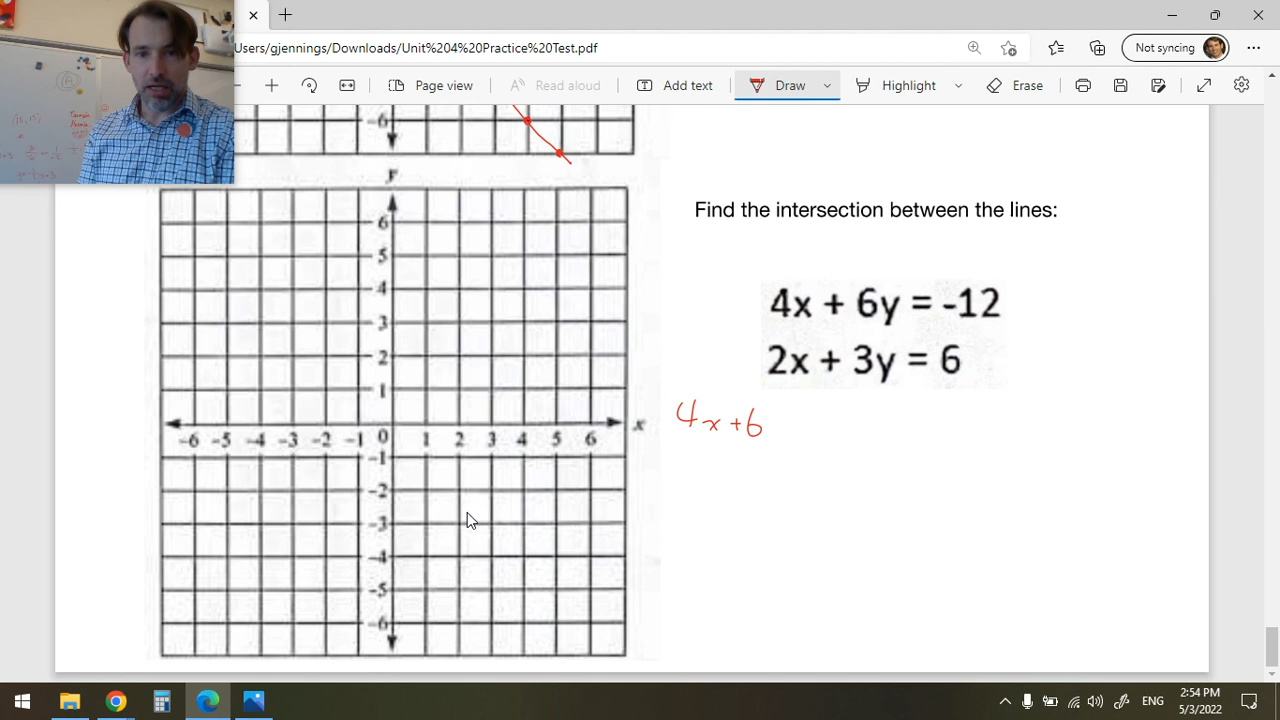 Users/gjennings/Downloads/Unit%204%20Practice%20Test.pdf
Not syncing
Page view
Read aloud
Add text
Draw
Highlight
Erase
-6
y
6
5
4
3
2
1
-6 -5 -4 -3 -2 -1 0 1 2 3 4 5 6 x
-1
-2
-3
-4
-5
-6
Find the intersection between the lines:
4x + 6y = -12
2x + 3y = 6
4x + 6
ENG
2:54 PM
5/3/2022